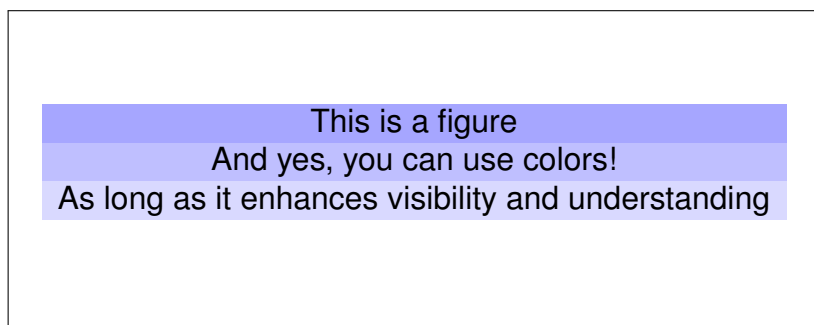 This is a figure
And yes, you can use colors!
As long as it enhances visibility and understanding